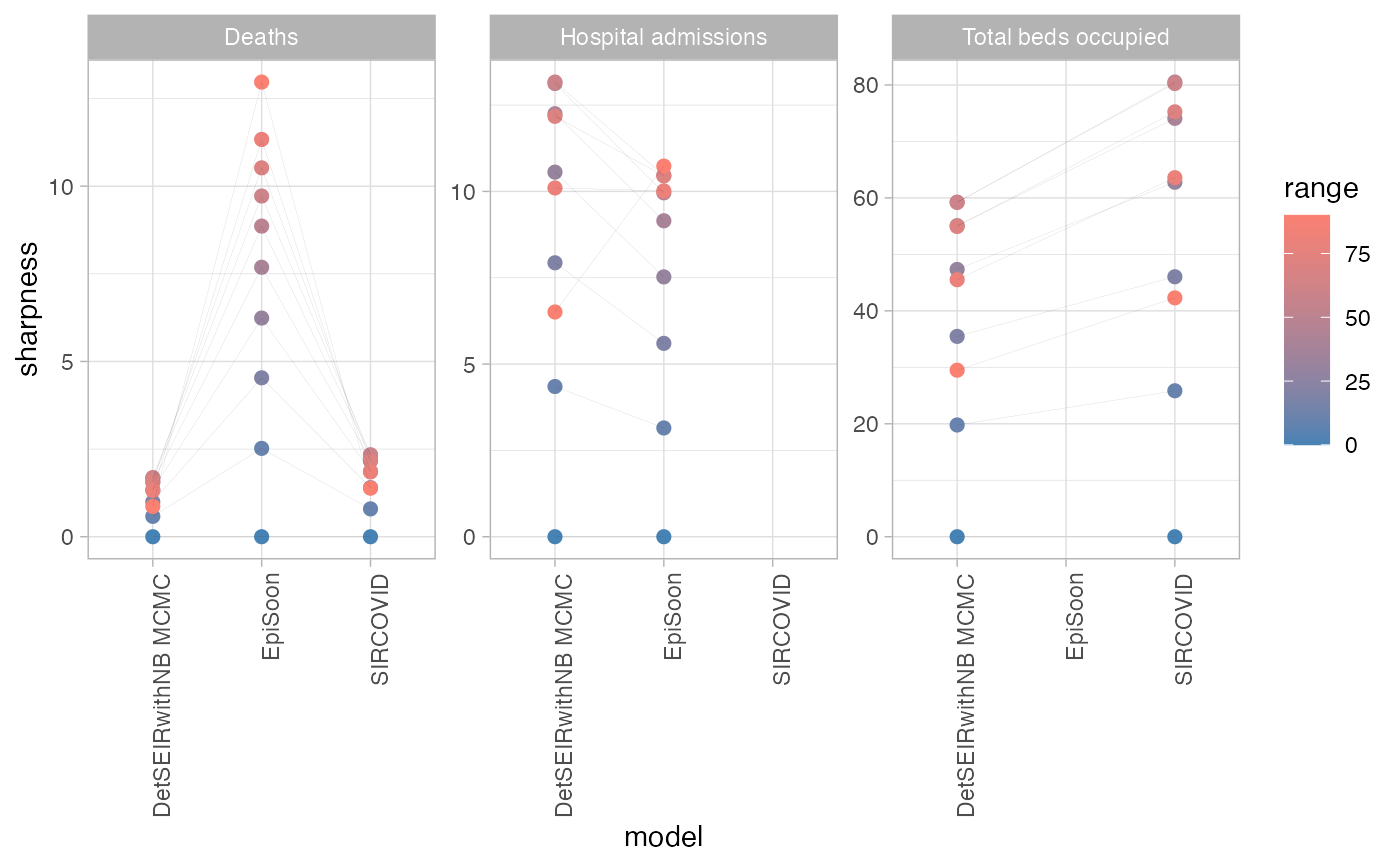 Deaths
Hospital admissions
Total beds occupied
sharpness
10
5
0
10
5
0
80
60
40
20
0
DetSEIRwithNB MCMC
EpiSoon
SIRCOVID
DetSEIRwithNB MCMC
EpiSoon
SIRCOVID
DetSEIRwithNB MCMC
EpiSoon
SIRCOVID
model
range
75
50
25
0